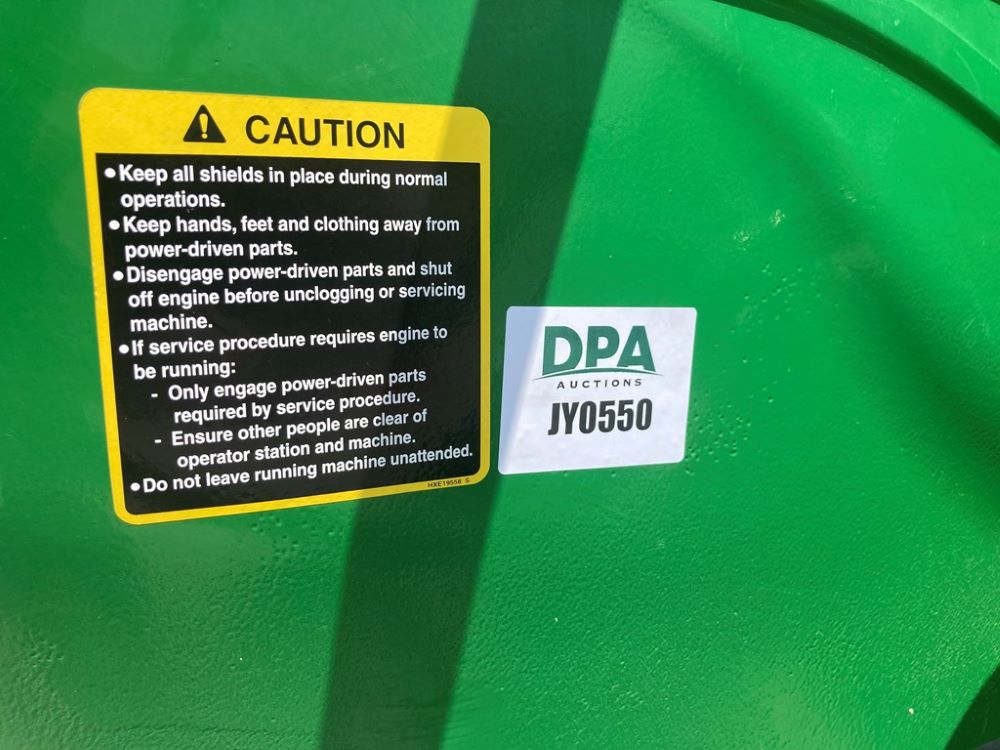 CAUTION
•Keep all shields in place during normal
operations.
•Keep hands, feet and clothing away from
power-driven parts.
•Disengage power-driven parts and shut
off engine before unclogging or servicing
machine.
•If service procedure requires engine to
be running:
- Only engage power-driven parts
required by service procedure.
- Ensure other people are clear of
operator station and machine.
•Do not leave running machine unattended.
HXE19558 S
DPA
AUCTIONS
JY0550